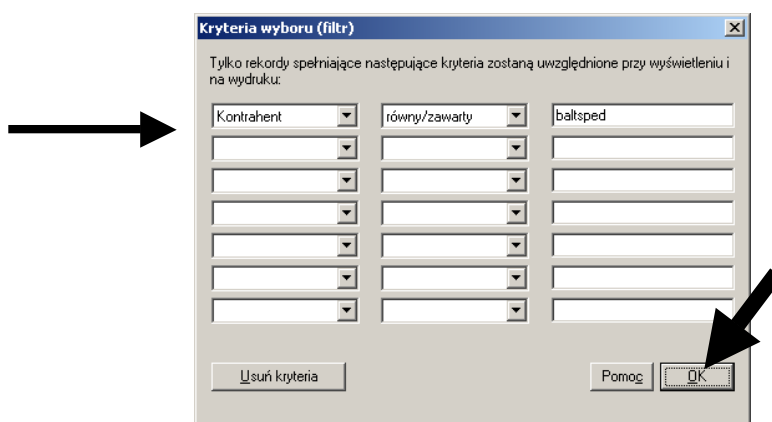 Kryteria wyboru (filtr)
Tylko rekordy spełniające następujące kryteria zostaną uwzględnione przy wyświetleniu i
na wydruku:
Kontrahent równy/zawarty baltsped
Usuń kryteria Pomoc OK